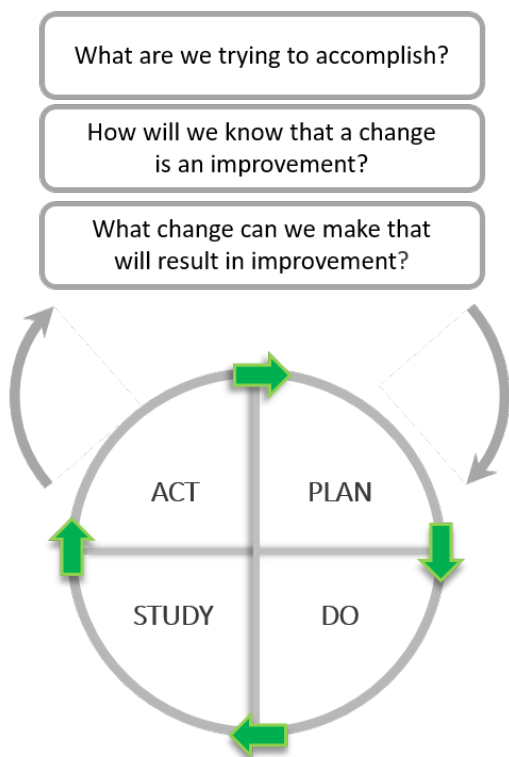 What are we trying to accomplish?
How will we know that a change
is an improvement?
What change can we make that
will result in improvement?
ACT
PLAN
STUDY
DO